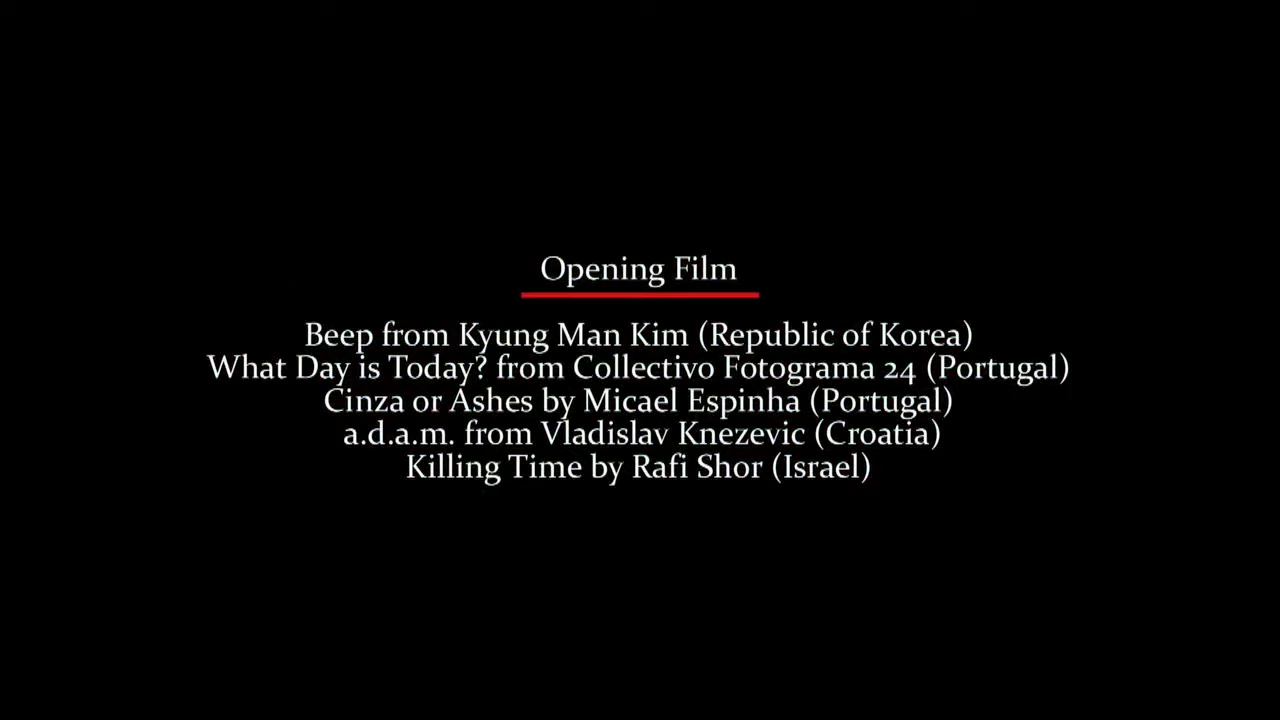 Opening Film
Beep from Kyung Man Kim (Republic of Korea)
What Day is Today? from Collectivo Fotograma 24 (Portugal)
Cinza or Ashes by Micael Espinha (Portugal)
a.d.a.m. from Vladislav Knezevic (Croatia)
Killing Time by Rafi Shor (Israel)